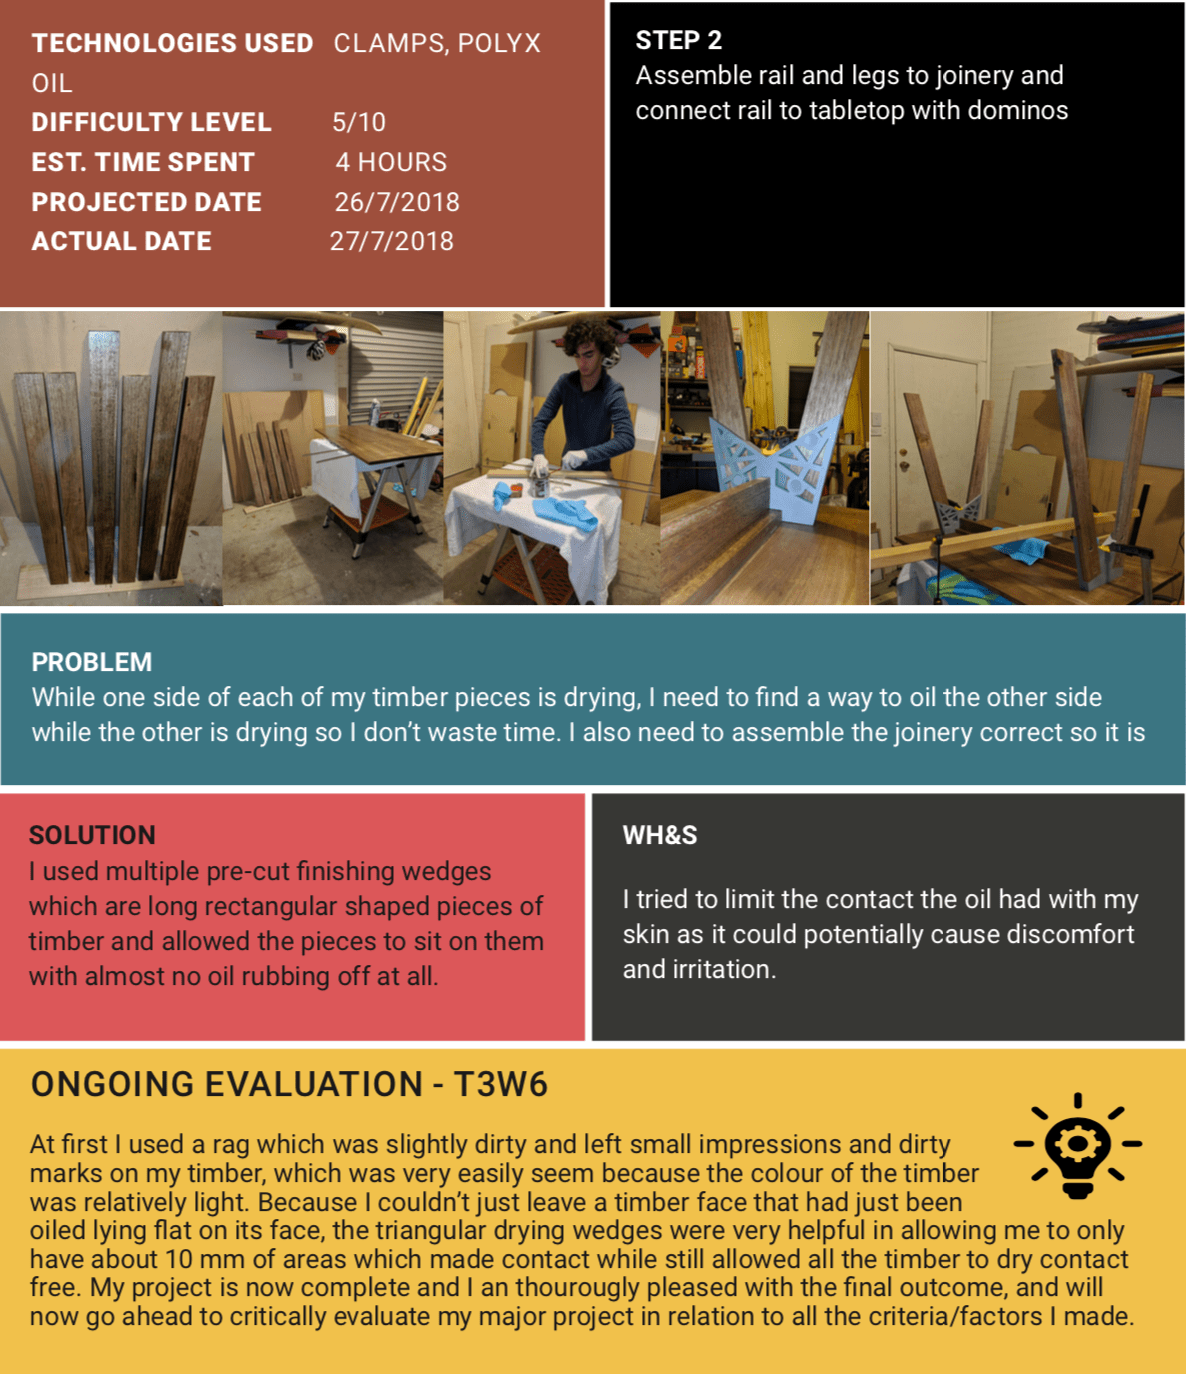 TECHNOLOGIES USED CLAMPS, POLYX
OIL
DIFFICULTY LEVEL 5/10
EST. TIME SPENT 4 HOURS
PROJECTED DATE 26/7/2018
ACTUAL DATE 27/7/2018
STEP 2
Assemble rail and legs to joinery and
connect rail to tabletop with dominos
PROBLEM
While one side of each of my timber pieces is drying, I need to find a way to oil the other side
while the other is drying so I don't waste time. I also need to assemble the joinery correct so it is
SOLUTION
I used multiple pre-cut finishing wedges
which are long rectangular shaped pieces of
timber and allowed the pieces to sit on them
with almost no oil rubbing off at all.
WH&S
I tried to limit the contact the oil had with my
skin as it could potentially cause discomfort
and irritation.
ONGOING EVALUATION - T3W6
At first I used a rag which was slightly dirty and left small impressions and dirty
marks on my timber, which was very easily seem because the colour of the timber
was relatively light. Because I couldn't just leave a timber face that had just been
oiled lying flat on its face, the triangular drying wedges were very helpful in allowing me to only
have about 10 mm of areas which made contact while still allowed all the timber to dry contact
free. My project is now complete and I an thourougly pleased with the final outcome, and will
now go ahead to critically evaluate my major project in relation to all the criteria/factors I made.